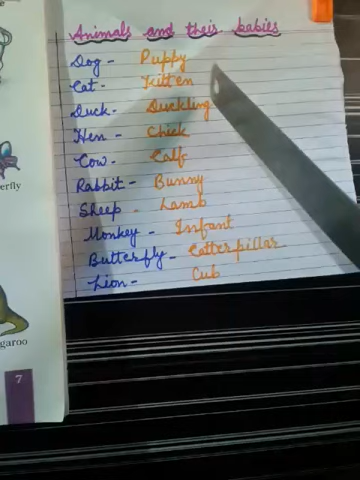 Animals and their babies
Dog - Puppy
Cat - Kitten
Duck - Duckling
Hen - Chick
Cow - Calf
Rabbit - Bunny
Sheep - Lamb
Monkey - Infant
Butterfly - Catterpillar
Lion - Cub
erfly
garoo
7